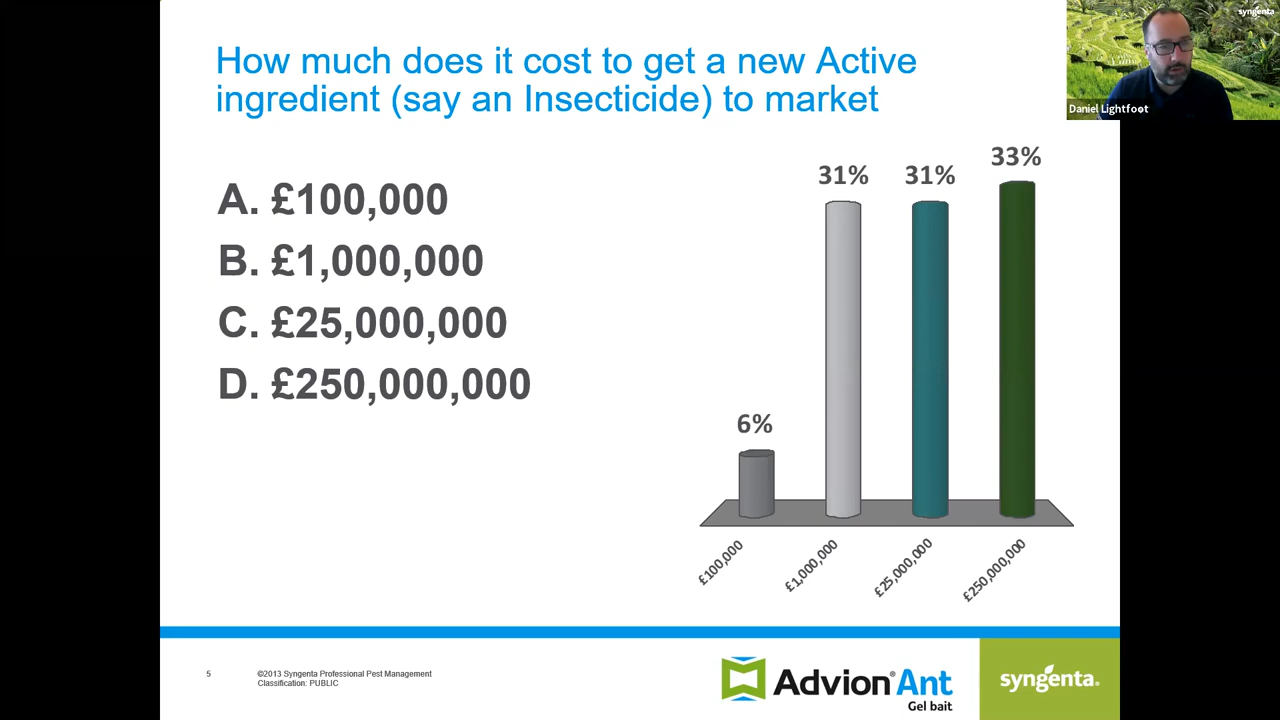 How much does it cost to get a new Active
ingredient (say an Insecticide) to market
A. £100,000
B. £1,000,000
C. £25,000,000
D. £250,000,000
6%
31%
31%
33%
£100,000
£1,000,000
£25,000,000
£250,000,000
5
©2013 Syngenta Professional Pest Management
Classification: PUBLIC
Advion® Ant
Gel bait
syngenta®
syngenta
Daniel Lightfoot